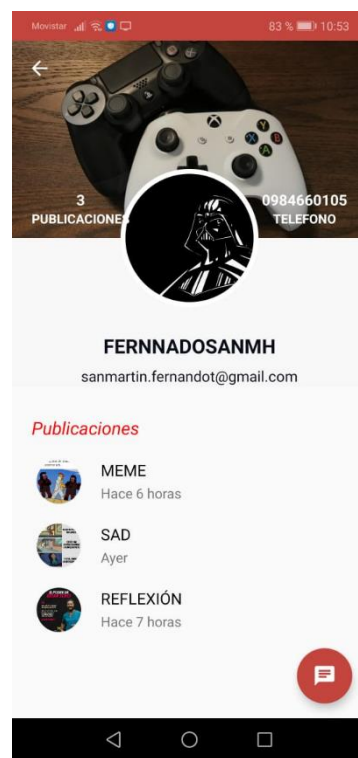 Movistar 83 % 10:53
3 0984660105
PUBLICACIONES TELEFONO
FERNNADOSANMH
sanmartin.fernandot@gmail.com
Publicaciones
MEME
Hace 6 horas
SAD
Ayer
REFLEXIÓN
Hace 7 horas